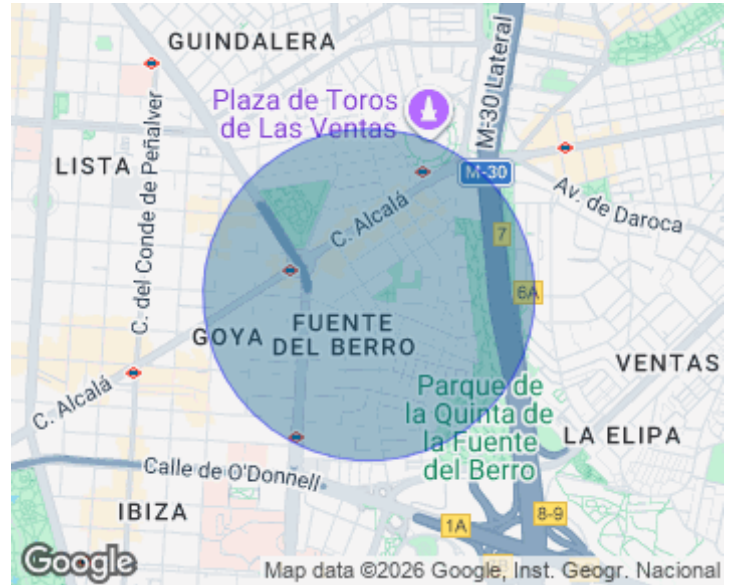 GUINDALERA
Plaza de Toros
de Las Ventas
M-30 Lateral
C. del Conde de Peñalver
LISTA
M-30
Av. de Daroca
C. Alcalá
7
6A
GOYA
FUENTE
DEL BERRO
VENTAS
Parque de
la Quinta de
la Fuente
del Berro
C. Alcalá
LA ELIPA
Calle de O'Donnell
IBIZA
1A
8-9
Google
Map data ©2026 Google, Inst. Geogr. Nacional